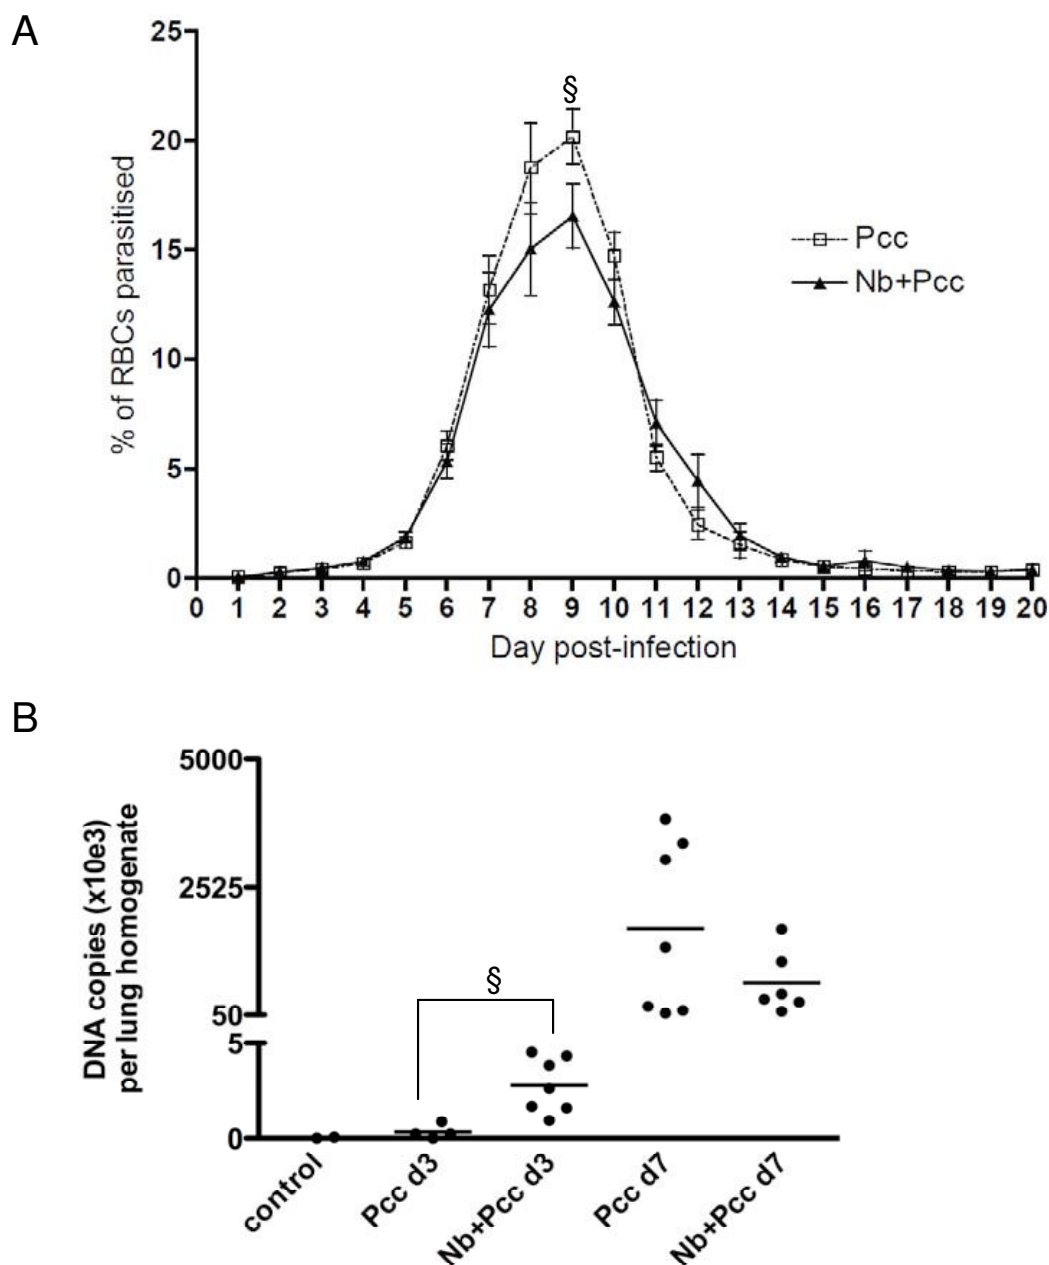 A
25
20
15
10
5
0
% of RBCs parasitised
§
Pcc
Nb+Pcc
0 1 2 3 4 5 6 7 8 9 10 11 12 13 14 15 16 17 18 19 20
Day post-infection
B
5000
2525
50
5
0
DNA copies (x10e3)
per lung homogenate
§
control
Pcc d3
Nb+Pcc d3
Pcc d7
Nb+Pcc d7